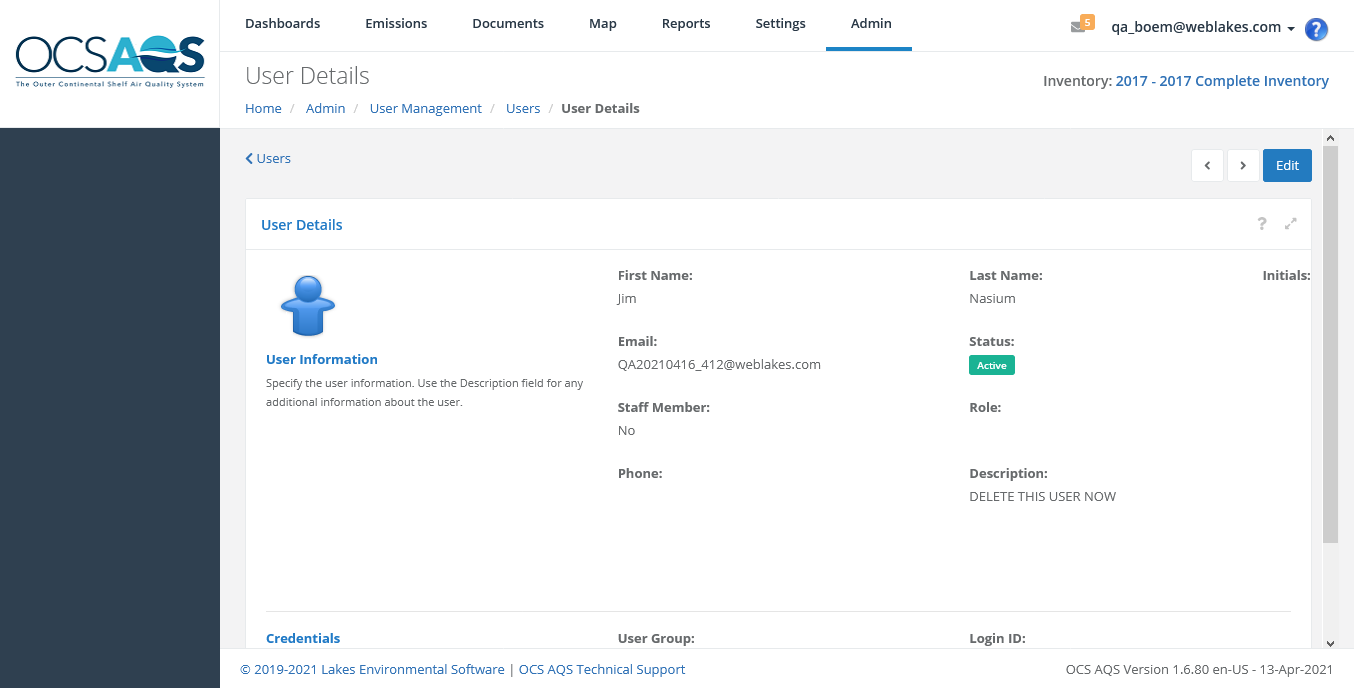 OCSAQS
The Outer Continental Shelf Air Quality System
Dashboards Emissions Documents Map Reports Settings Admin
5
qa_boem@weblakes.com
?
User Details
Inventory: 2017 - 2017 Complete Inventory
Home / Admin / User Management / Users / User Details
Users
Edit
User Details
?
First Name: Last Name: Initials:
Jim Nasium
User Information
Specify the user information. Use the Description field for any
additional information about the user.
Email: Status:
QA20210416_412@weblakes.com Active
Staff Member: Role:
No
Phone: Description:
DELETE THIS USER NOW
Credentials User Group: Login ID:
© 2019-2021 Lakes Environmental Software | OCS AQS Technical Support
OCS AQS Version 1.6.80 en-US - 13-Apr-2021